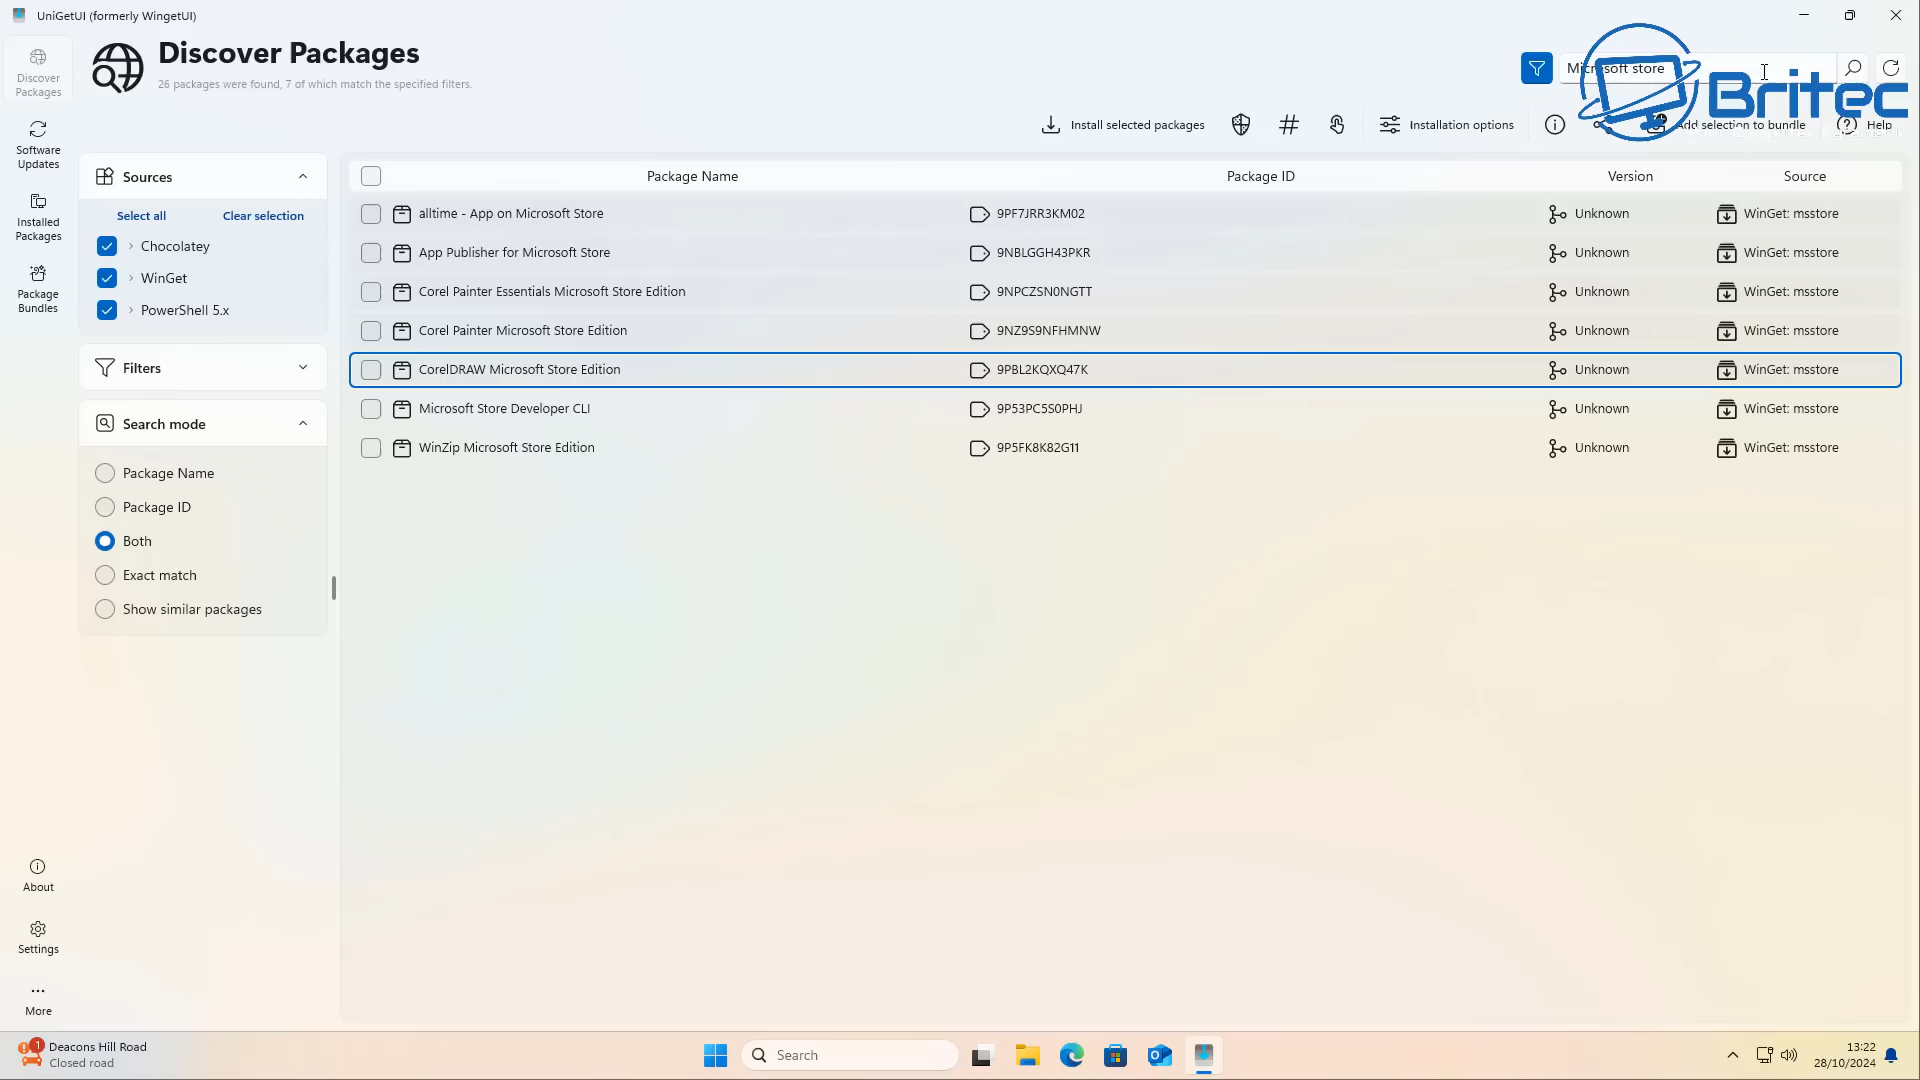 UniGetUI (formerly WingetUI)
Discover Packages
26 packages were found, 7 of which match the specified filters.
Microsoft store
Britec
Install selected packages
Installation options
Add selection to bundle
Help
Discover
Packages
Software
Updates
Installed
Packages
Package
Bundles
Sources
Select all
Clear selection
Chocolatey
WinGet
PowerShell 5.x
Filters
Search mode
Package Name
Package ID
Both
Exact match
Show similar packages
Package Name Package ID Version Source
alltime - App on Microsoft Store 9PF7JRR3KM02 Unknown WinGet: msstore
App Publisher for Microsoft Store 9NBLGGH43PKR Unknown WinGet: msstore
Corel Painter Essentials Microsoft Store Edition 9NPCZSN0NGTT Unknown WinGet: msstore
Corel Painter Microsoft Store Edition 9NZ9S9NFHMNW Unknown WinGet: msstore
CorelDRAW Microsoft Store Edition 9PBL2KQXQ47K Unknown WinGet: msstore
Microsoft Store Developer CLI 9P53PC5S0PHJ Unknown WinGet: msstore
WinZip Microsoft Store Edition 9P5FK8K82G11 Unknown WinGet: msstore
About
Settings
More
1
Deacons Hill Road
Closed road
Search
13:22
28/10/2024